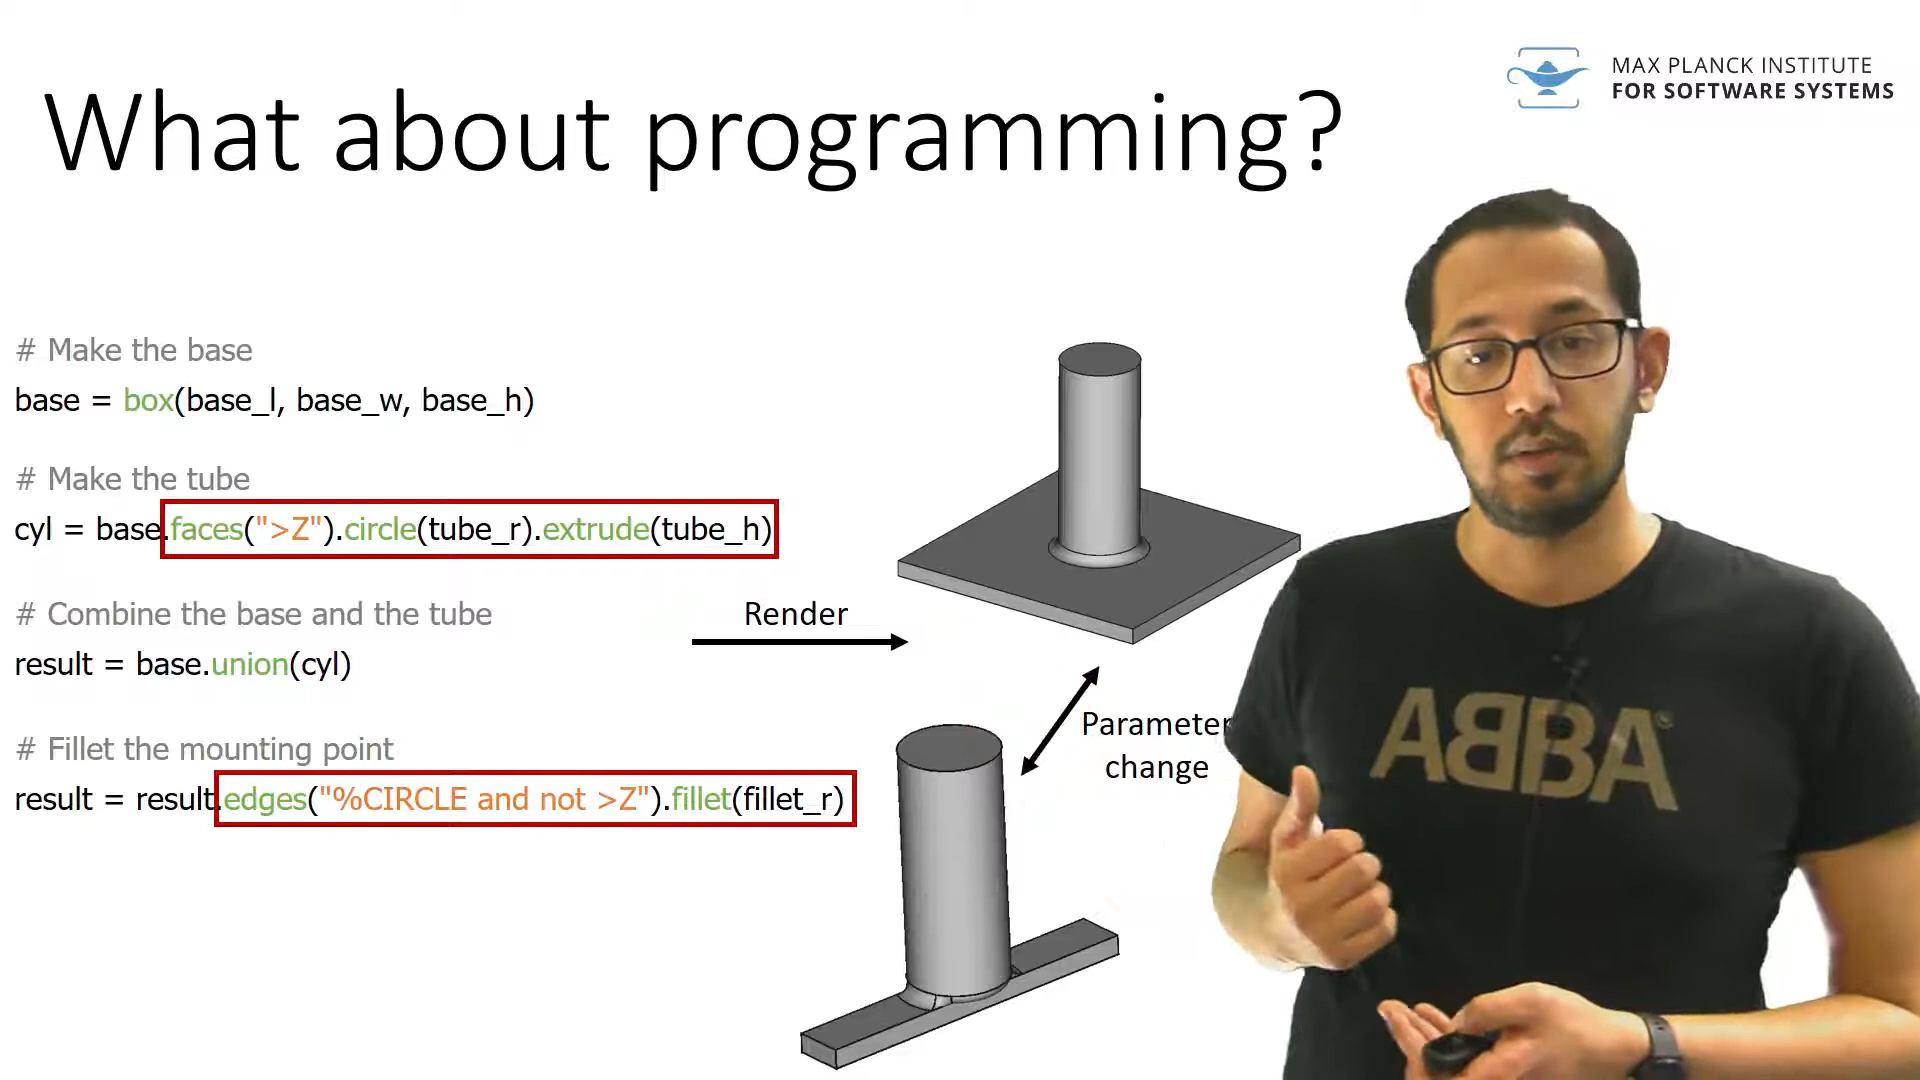 MAX PLANCK INSTITUTE
FOR SOFTWARE SYSTEMS
What about programming?
# Make the base
base = box(base_l, base_w, base_h)
# Make the tube
cyl = base.faces(">Z").circle(tube_r).extrude(tube_h)
# Combine the base and the tube
result = base.union(cyl)
# Fillet the mounting point
result = result.edges("%CIRCLE and not >Z").fillet(fillet_r)
Render
Parameter
change
ABBA